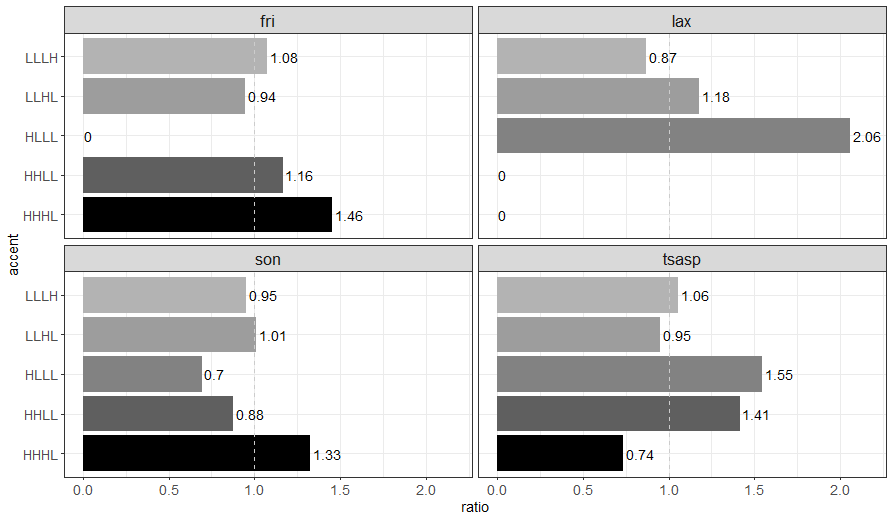 fri
lax
LLLH 1.08 0.87
LLHL 0.94 1.18
HLLL 0 2.06
HHLL 1.16 0
HHHL 1.46 0
accent
son
tsasp
LLLH 0.95 1.06
LLHL 1.01 0.95
HLLL 0.7 1.55
HHLL 0.88 1.41
HHHL 1.33 0.74
0.0 0.5 1.0 1.5 2.0 0.0 0.5 1.0 1.5 2.0
ratio